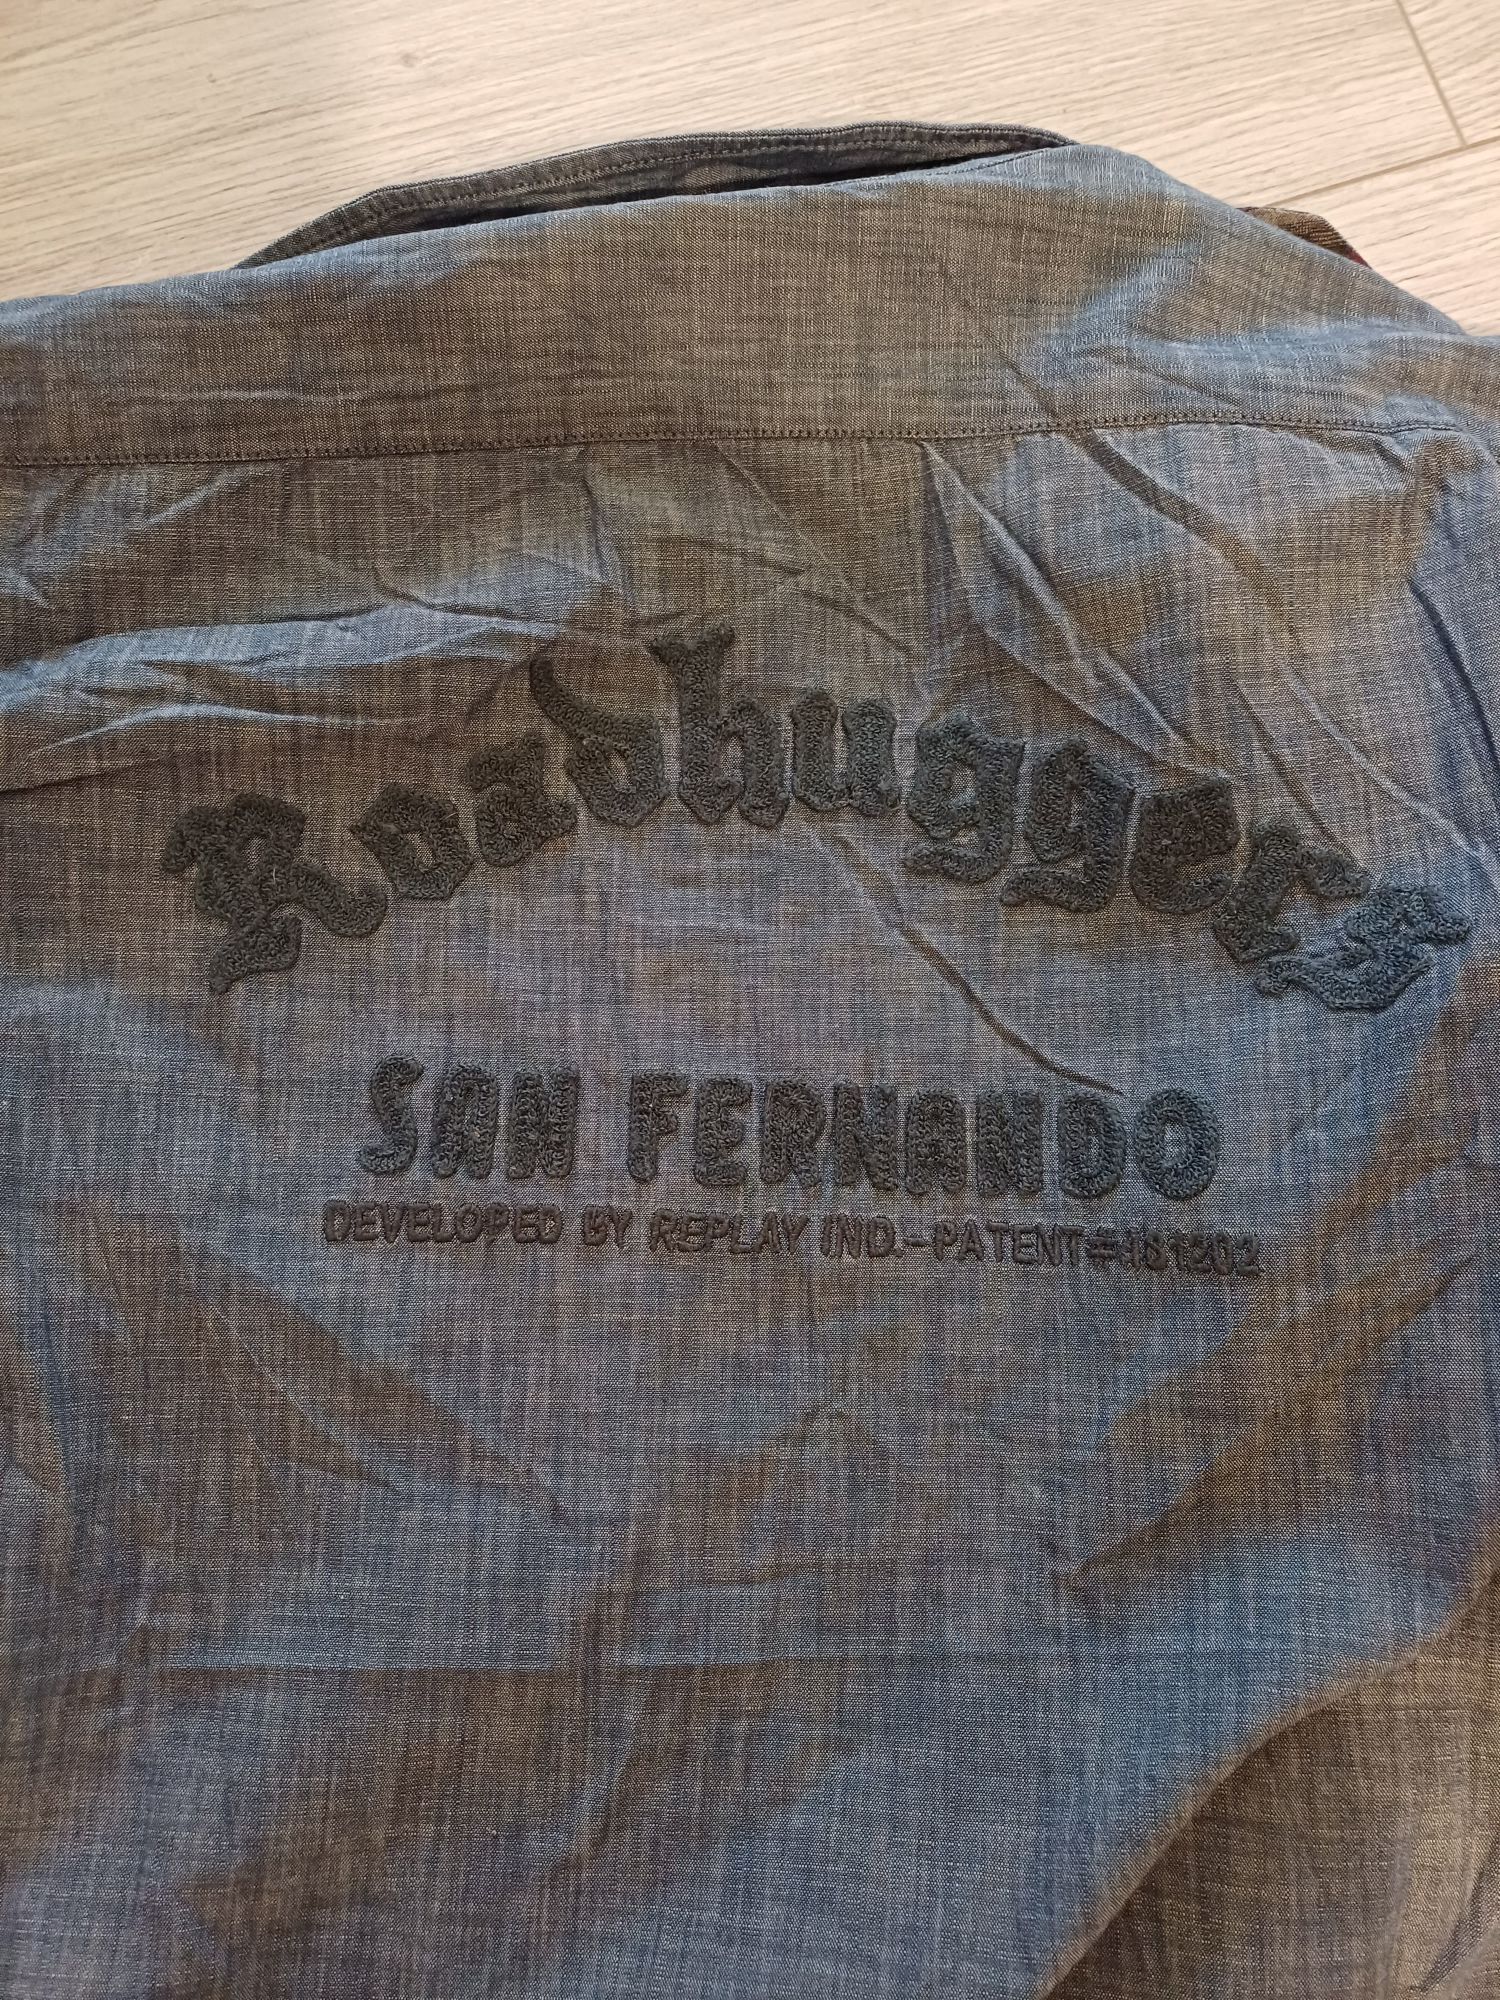 Roadhuggers
SAN FERNANDO
DEVELOPED BY REPLAY IND.-PATENT#181202